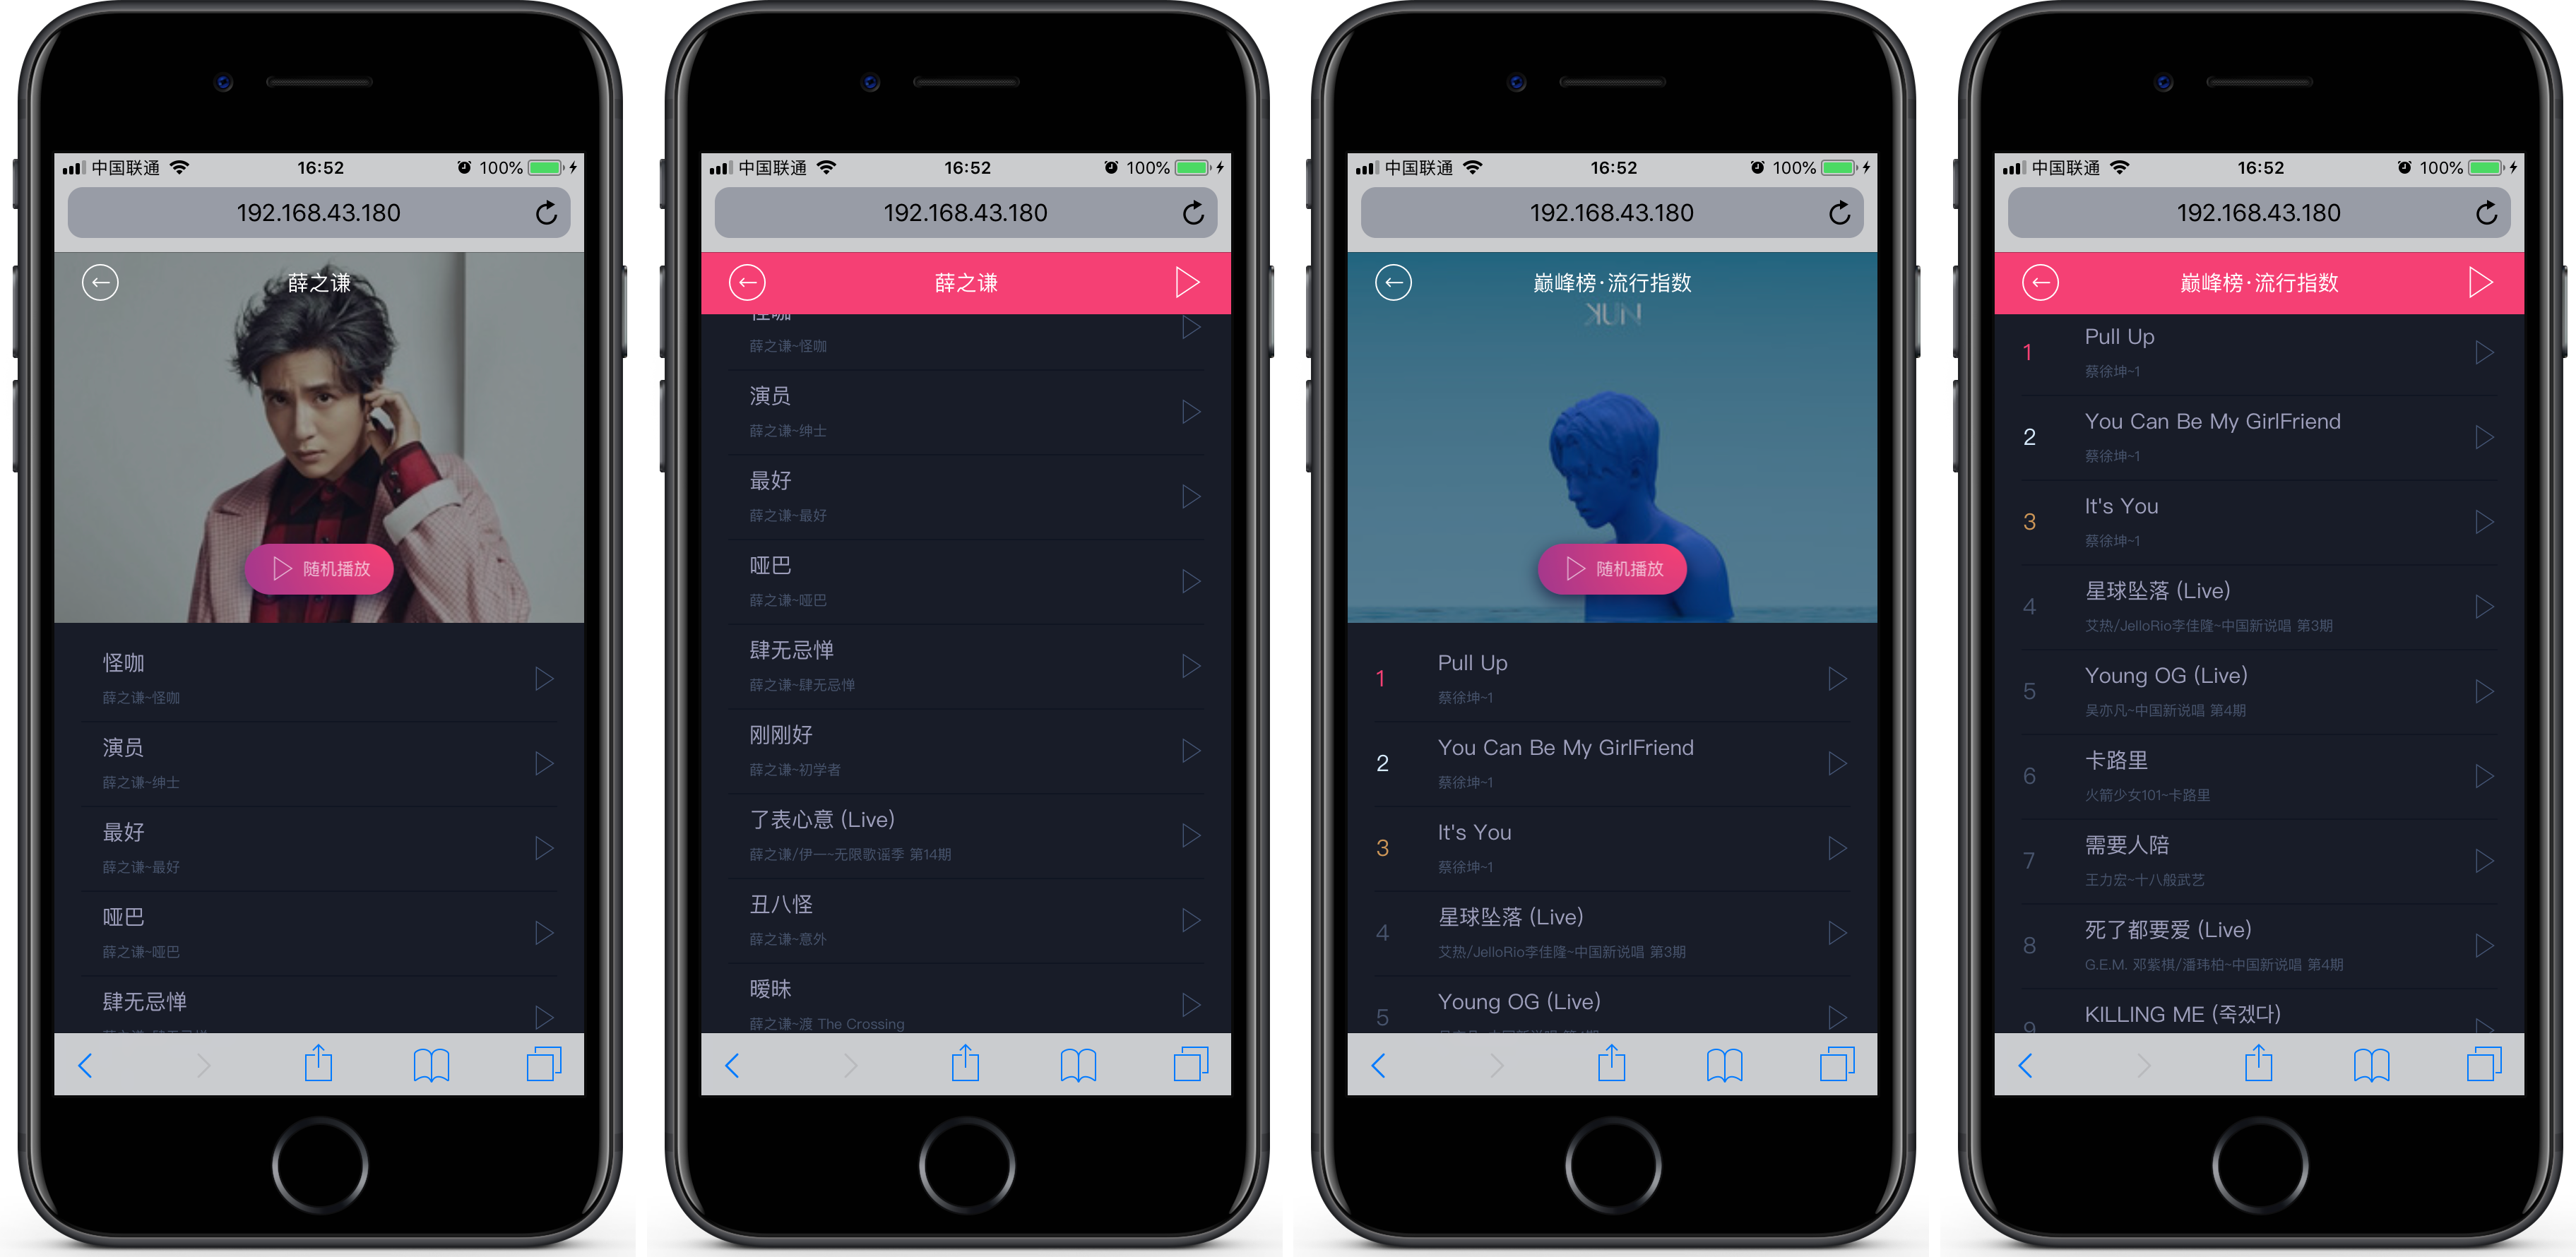 中国联通
16:52
100%
192.168.43.180
薛之谦
随机播放
怪咖
薛之谦~怪咖
演员
薛之谦~绅士
最好
薛之谦~最好
哑巴
薛之谦~哑巴
肆无忌惮
中国联通
16:52
100%
192.168.43.180
薛之谦
怪咖
薛之谦~怪咖
演员
薛之谦~绅士
最好
薛之谦~最好
哑巴
薛之谦~哑巴
肆无忌惮
薛之谦~肆无忌惮
刚刚好
薛之谦~初学者
了表心意 (Live)
薛之谦/伊一~无限歌谣季 第14期
丑八怪
薛之谦~意外
暧昧
薛之谦~渡 The Crossing
中国联通
16:52
100%
192.168.43.180
巅峰榜·流行指数
KUN
随机播放
1
Pull Up
蔡徐坤~1
2
You Can Be My GirlFriend
蔡徐坤~1
3
It's You
蔡徐坤~1
4
星球坠落 (Live)
艾热/JelloRio李佳隆~中国新说唱 第3期
5
Young OG (Live)
中国联通
16:52
100%
192.168.43.180
巅峰榜·流行指数
1
Pull Up
蔡徐坤~1
2
You Can Be My GirlFriend
蔡徐坤~1
3
It's You
蔡徐坤~1
4
星球坠落 (Live)
艾热/JelloRio李佳隆~中国新说唱 第3期
5
Young OG (Live)
吴亦凡~中国新说唱 第4期
6
卡路里
火箭少女101~卡路里
7
需要人陪
王力宏~十八般武艺
8
死了都要爱 (Live)
G.E.M. 邓紫棋/潘玮柏~中国新说唱 第4期
9
KILLING ME (죽겠다)